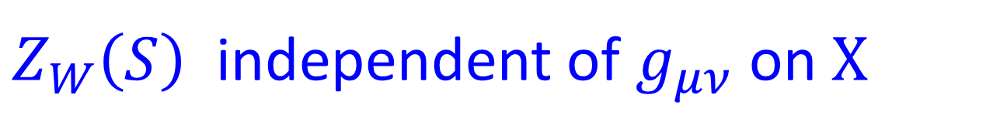 Z_W(S) independent of g_μν on X